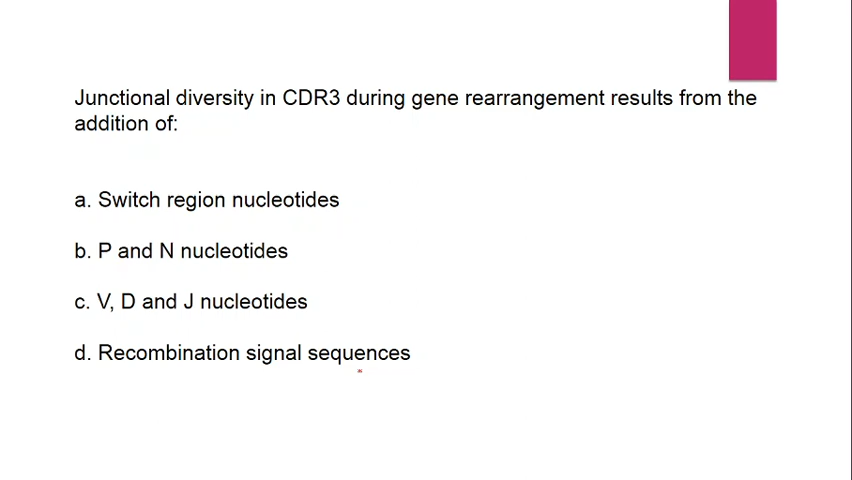 Junctional diversity in CDR3 during gene rearrangement results from the
addition of:
a. Switch region nucleotides
b. P and N nucleotides
c. V, D and J nucleotides
d. Recombination signal sequences